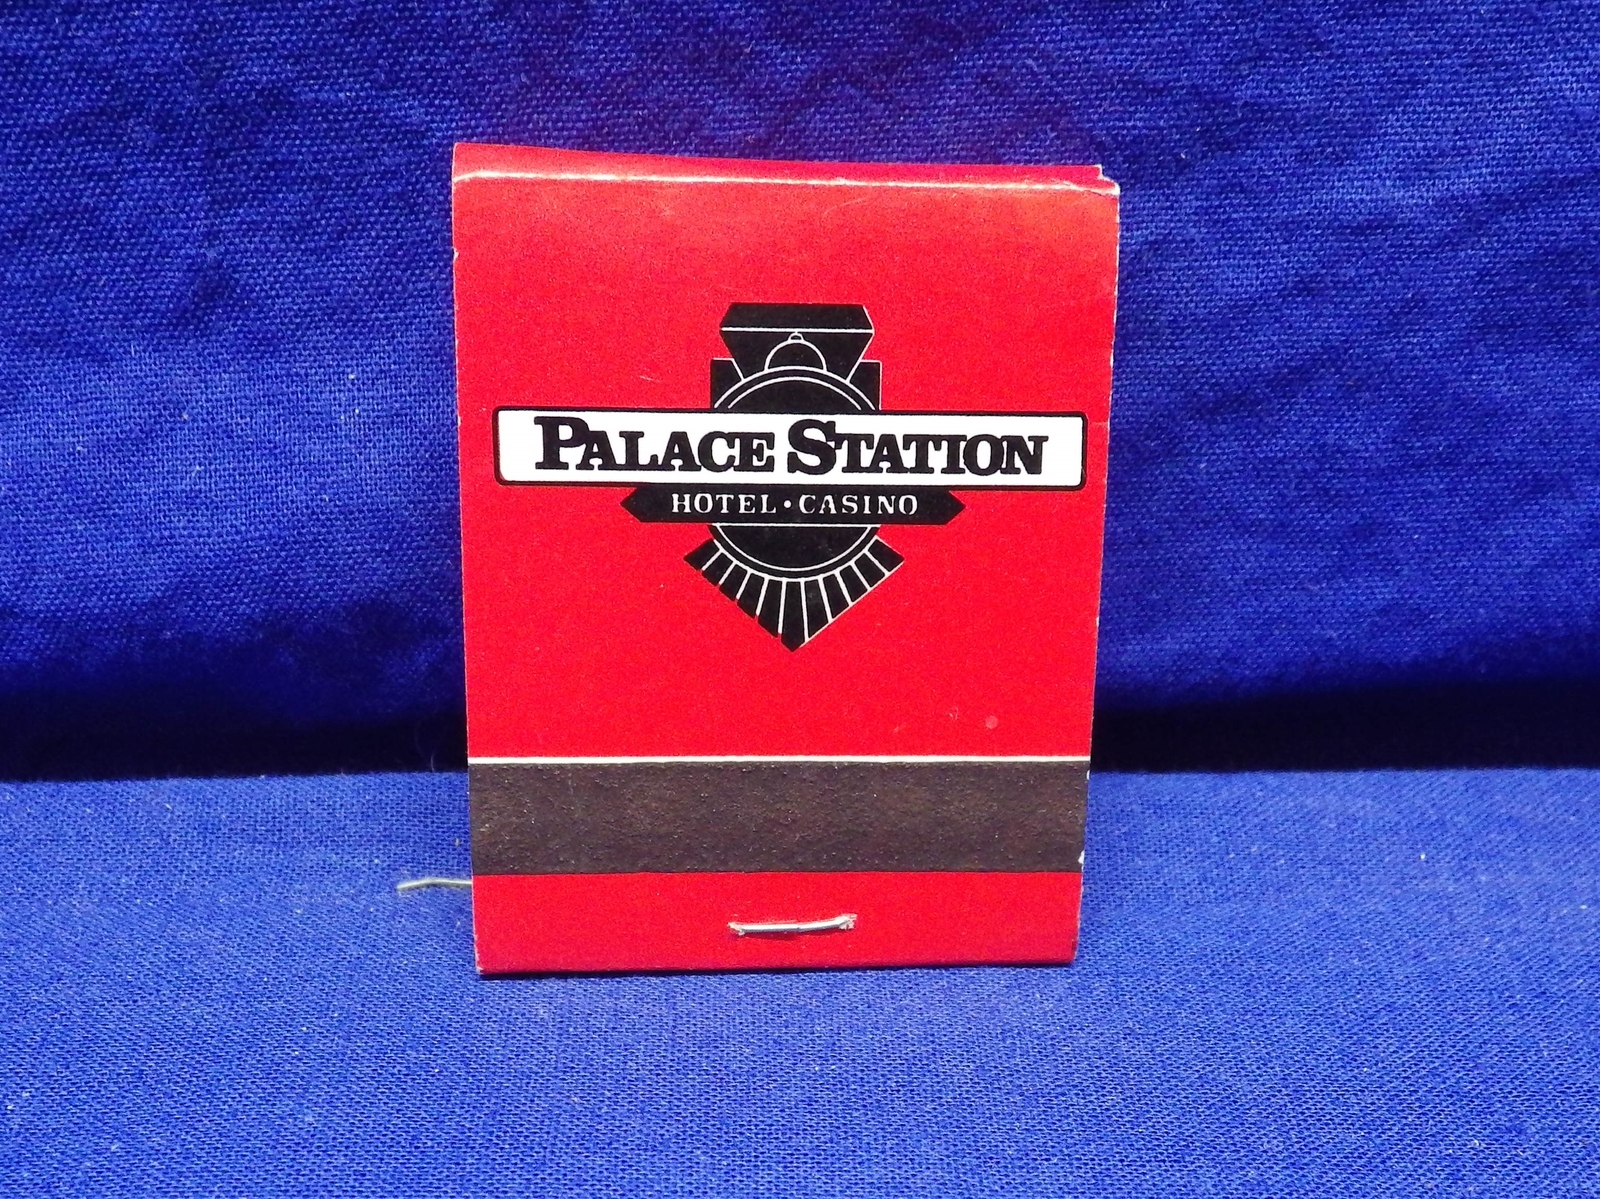 PALACE STATION
HOTEL • CASINO